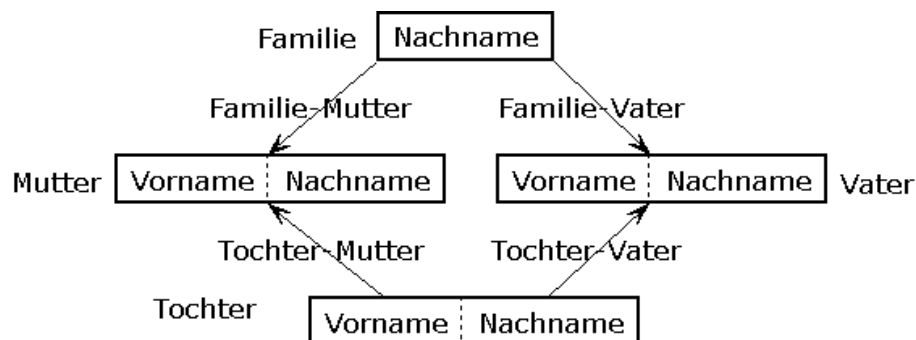 Familie Nachname
Familie-Mutter Familie-Vater
Mutter Vorname Nachname Vorname Nachname Vater
Tochter-Mutter Tochter-Vater
Tochter Vorname Nachname